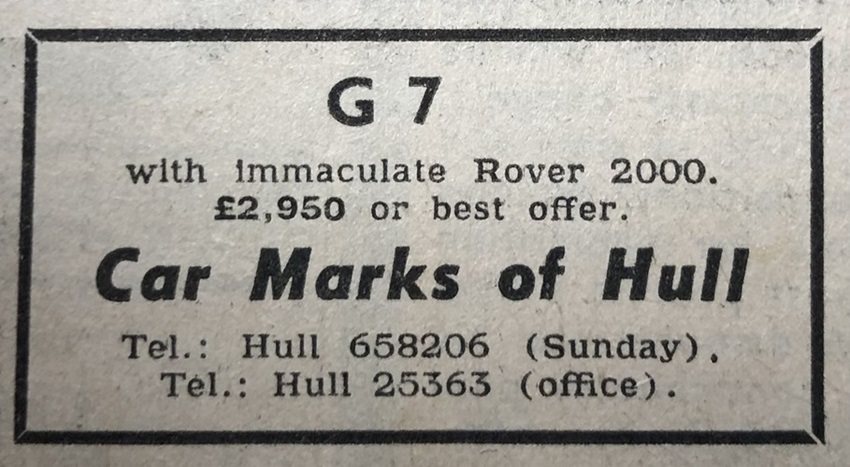 G 7
with immaculate Rover 2000.
£2,950 or best offer.
Car Marks of Hull
Tel.: Hull 658206 (Sunday).
Tel.: Hull 25363 (office).